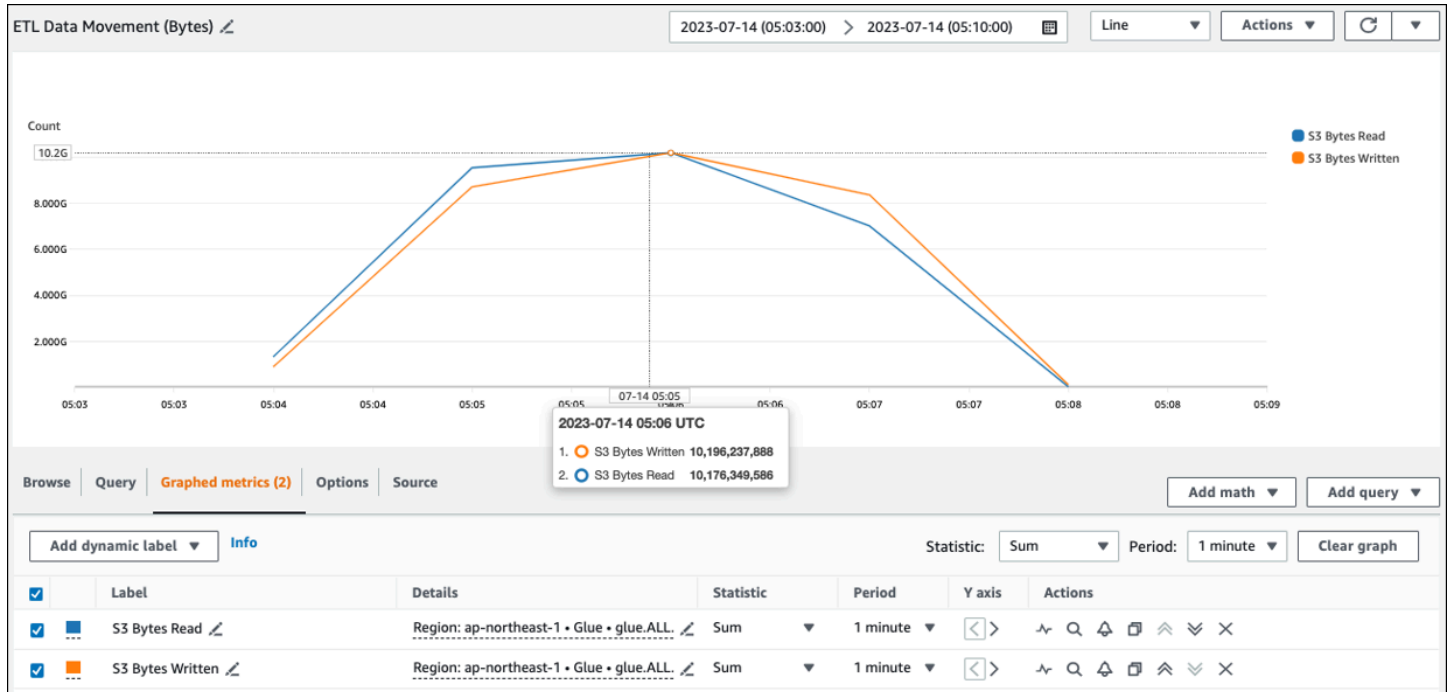 ETL Data Movement (Bytes)
2023-07-14 (05:03:00) > 2023-07-14 (05:10:00)
Line
Actions
Count
10.2G
8.000G
6.000G
4.000G
2.000G
S3 Bytes Read
S3 Bytes Written
05:03 05:03 05:04 05:04 05:05 05:05 05:06 05:06 05:07 05:07 05:08 05:08 05:09
07-14 05:05
2023-07-14 05:06 UTC
1. S3 Bytes Written 10,196,237,888
2. S3 Bytes Read 10,176,349,586
Browse Query Graphed metrics (2) Options Source
Add math Add query
Add dynamic label Info Statistic: Sum Period: 1 minute Clear graph
Label Details Statistic Period Y axis Actions
S3 Bytes Read Region: ap-northeast-1 • Glue • glue.ALL. Sum 1 minute < >
S3 Bytes Written Region: ap-northeast-1 • Glue • glue.ALL. Sum 1 minute < >